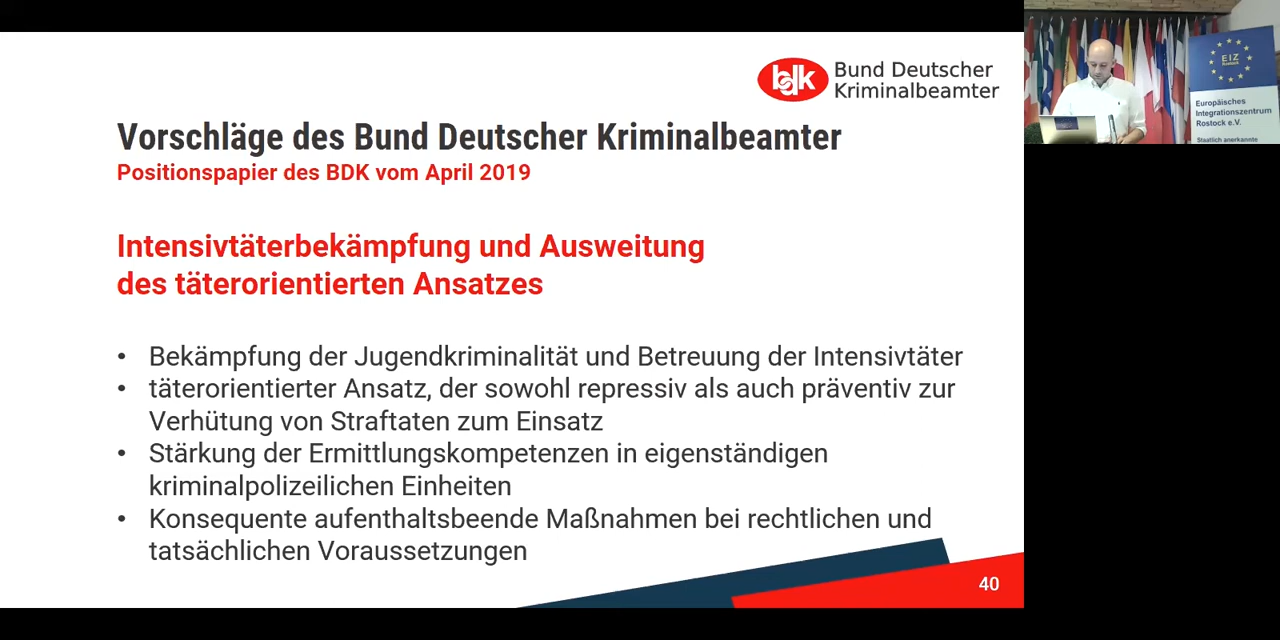 bdk Bund Deutscher
Kriminalbeamter
Vorschläge des Bund Deutscher Kriminalbeamter
Positionspapier des BDK vom April 2019
Intensivtäterbekämpfung und Ausweitung
des täterorientierten Ansatzes
• Bekämpfung der Jugendkriminalität und Betreuung der Intensivtäter
• täterorientierter Ansatz, der sowohl repressiv als auch präventiv zur
Verhütung von Straftaten zum Einsatz
• Stärkung der Ermittlungskompetenzen in eigenständigen
kriminalpolizeilichen Einheiten
• Konsequente aufenthaltsbeende Maßnahmen bei rechtlichen und
tatsächlichen Voraussetzungen
40
EIZ
Europäisches
Integrationszentrum
Rostock e.V.
Staatlich anerkannte